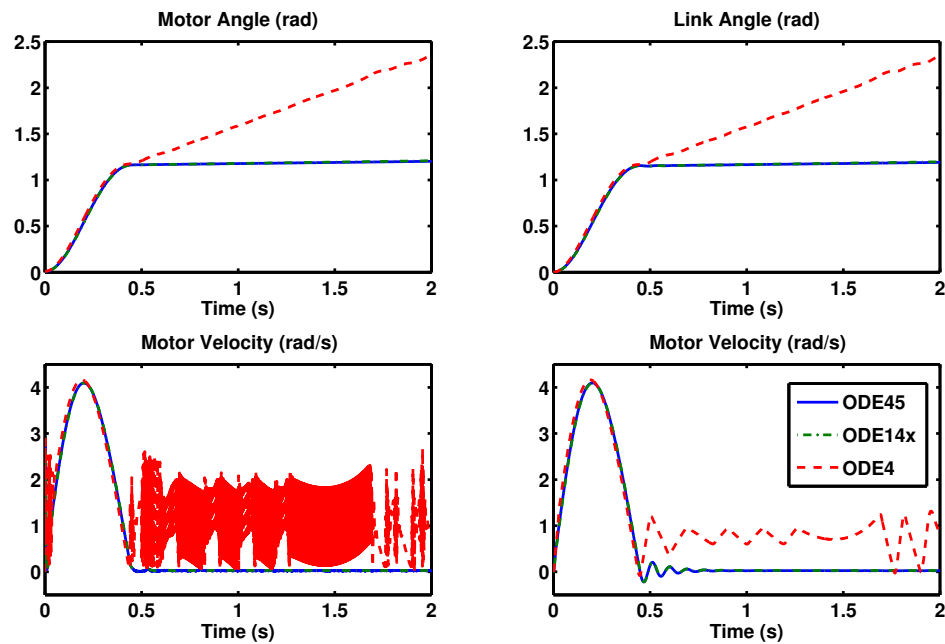 Motor Angle (rad)
2.5
2
1.5
1
0.5
0
0 0.5 1 1.5 2
Time (s)
Link Angle (rad)
2.5
2
1.5
1
0.5
0
0 0.5 1 1.5 2
Time (s)
Motor Velocity (rad/s)
4
3
2
1
0
0 0.5 1 1.5 2
Time (s)
Motor Velocity (rad/s)
4
3
2
1
0
0 0.5 1 1.5 2
Time (s)
ODE45
ODE14x
ODE4